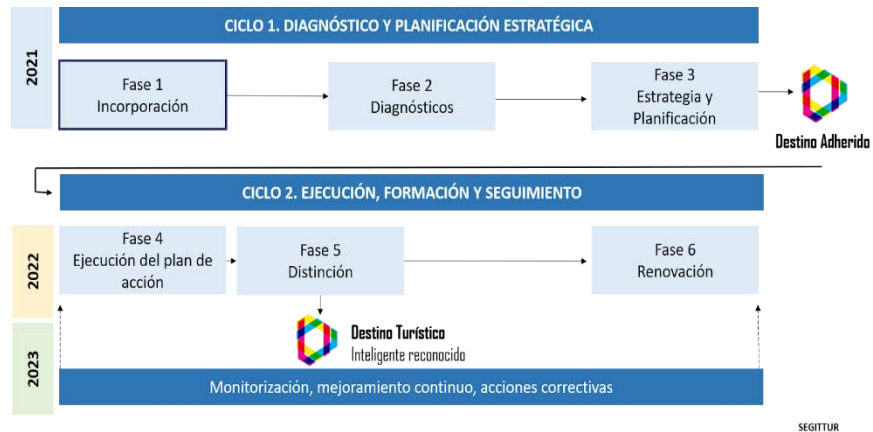 2021
CICLO 1. DIAGNÓSTICO Y PLANIFICACIÓN ESTRATÉGICA
Fase 1
Incorporación
Fase 2
Diagnósticos
Fase 3
Estrategia y
Planificación
Destino Adherido
CICLO 2. EJECUCIÓN, FORMACIÓN Y SEGUIMIENTO
2022
Fase 4
Ejecución del plan de
acción
Fase 5
Distinción
Fase 6
Renovación
Destino Turístico
Inteligente reconocido
2023
Monitorización, mejoramiento continuo, acciones correctivas
SEGITTUR